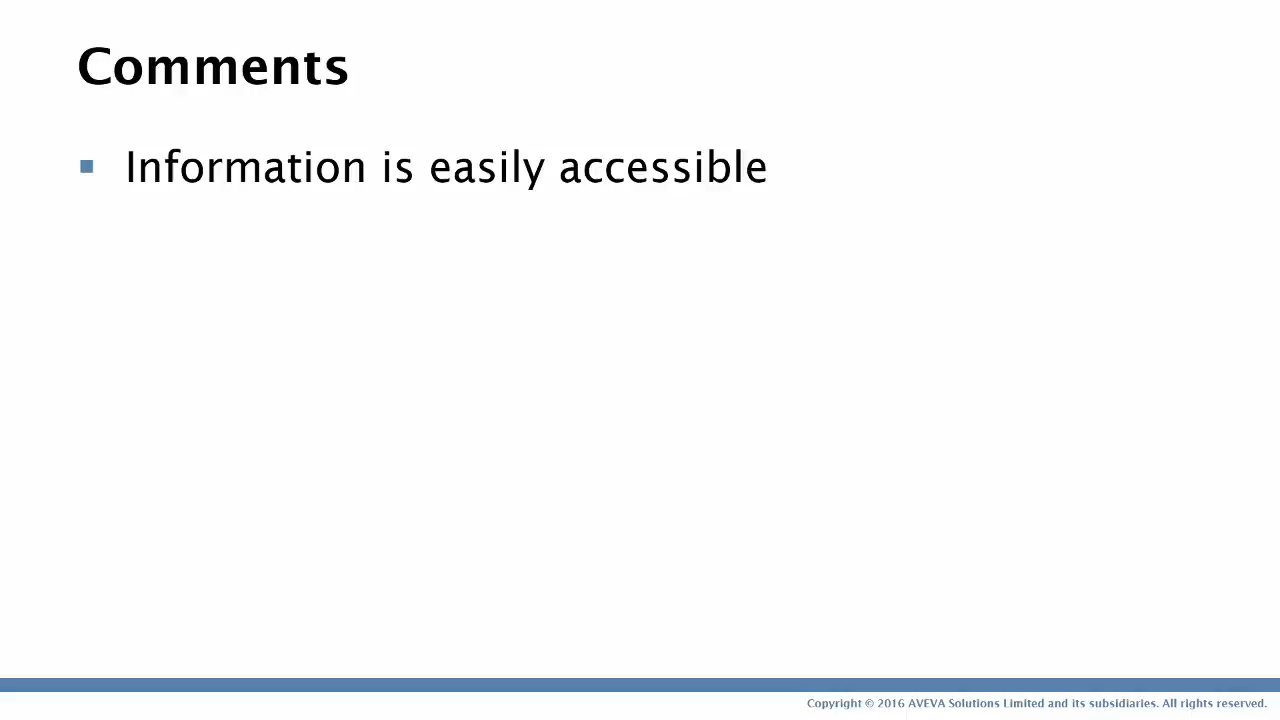 Comments
Information is easily accessible
Copyright © 2016 AVEVA Solutions Limited and its subsidiaries. All rights reserved.